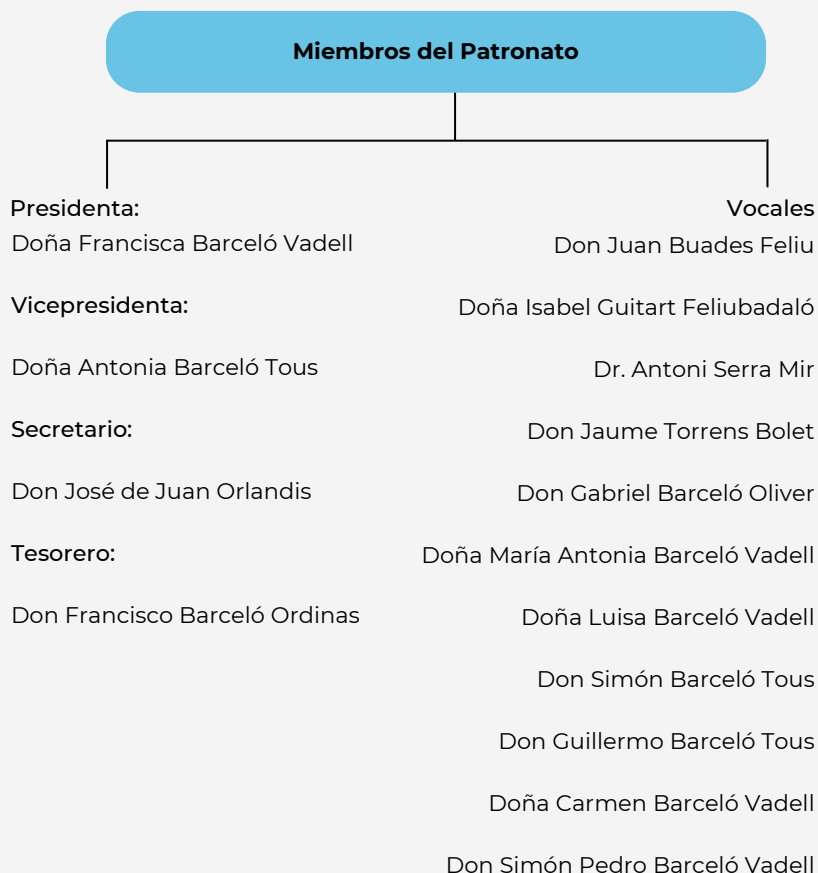 Miembros del Patronato
Presidenta:
Doña Francisca Barceló Vadell
Vicepresidenta:
Doña Antonia Barceló Tous
Secretario:
Don José de Juan Orlandis
Tesorero:
Don Francisco Barceló Ordinas
Vocales
Don Juan Buades Feliu
Doña Isabel Guitart Feliubadaló
Dr. Antoni Serra Mir
Don Jaume Torrens Bolet
Don Gabriel Barceló Oliver
Doña María Antonia Barceló Vadell
Doña Luisa Barceló Vadell
Don Simón Barceló Tous
Don Guillermo Barceló Tous
Doña Carmen Barceló Vadell
Don Simón Pedro Barceló Vadell